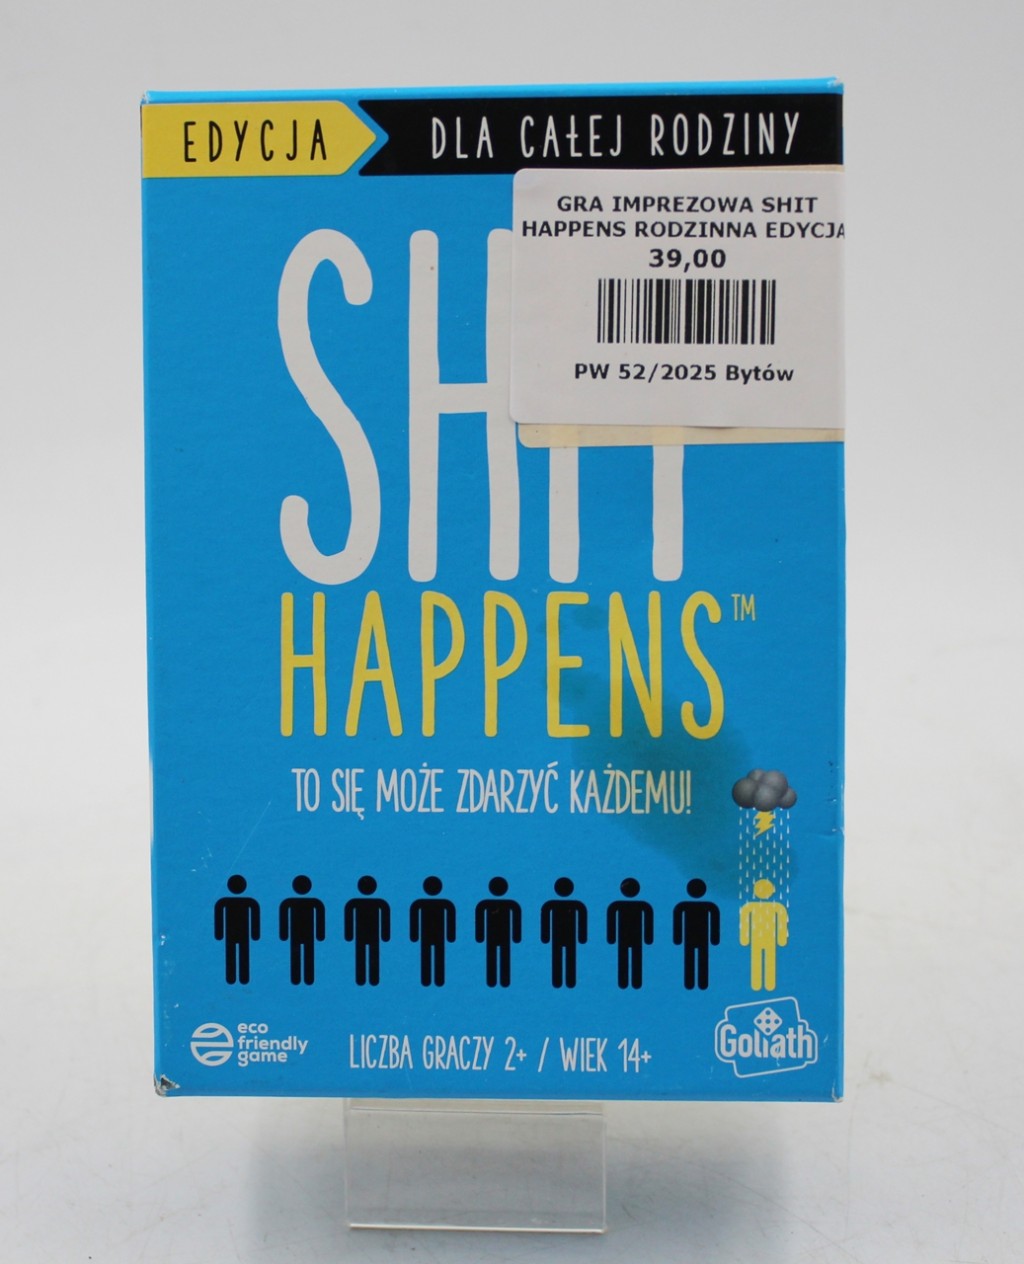 EDYCJA DLA CAŁEJ RODZINY
GRA IMPREZOWA SHIT
HAPPENS RODZINNA EDYCJA
39,00
PW 52/2025 Bytów
SHIT
HAPPENS™
TO SIĘ MOŻE ZDARZYĆ KAŻDEMU!
eco
friendly
game
LICZBA GRACZY 2+ / WIEK 14+
Goliath